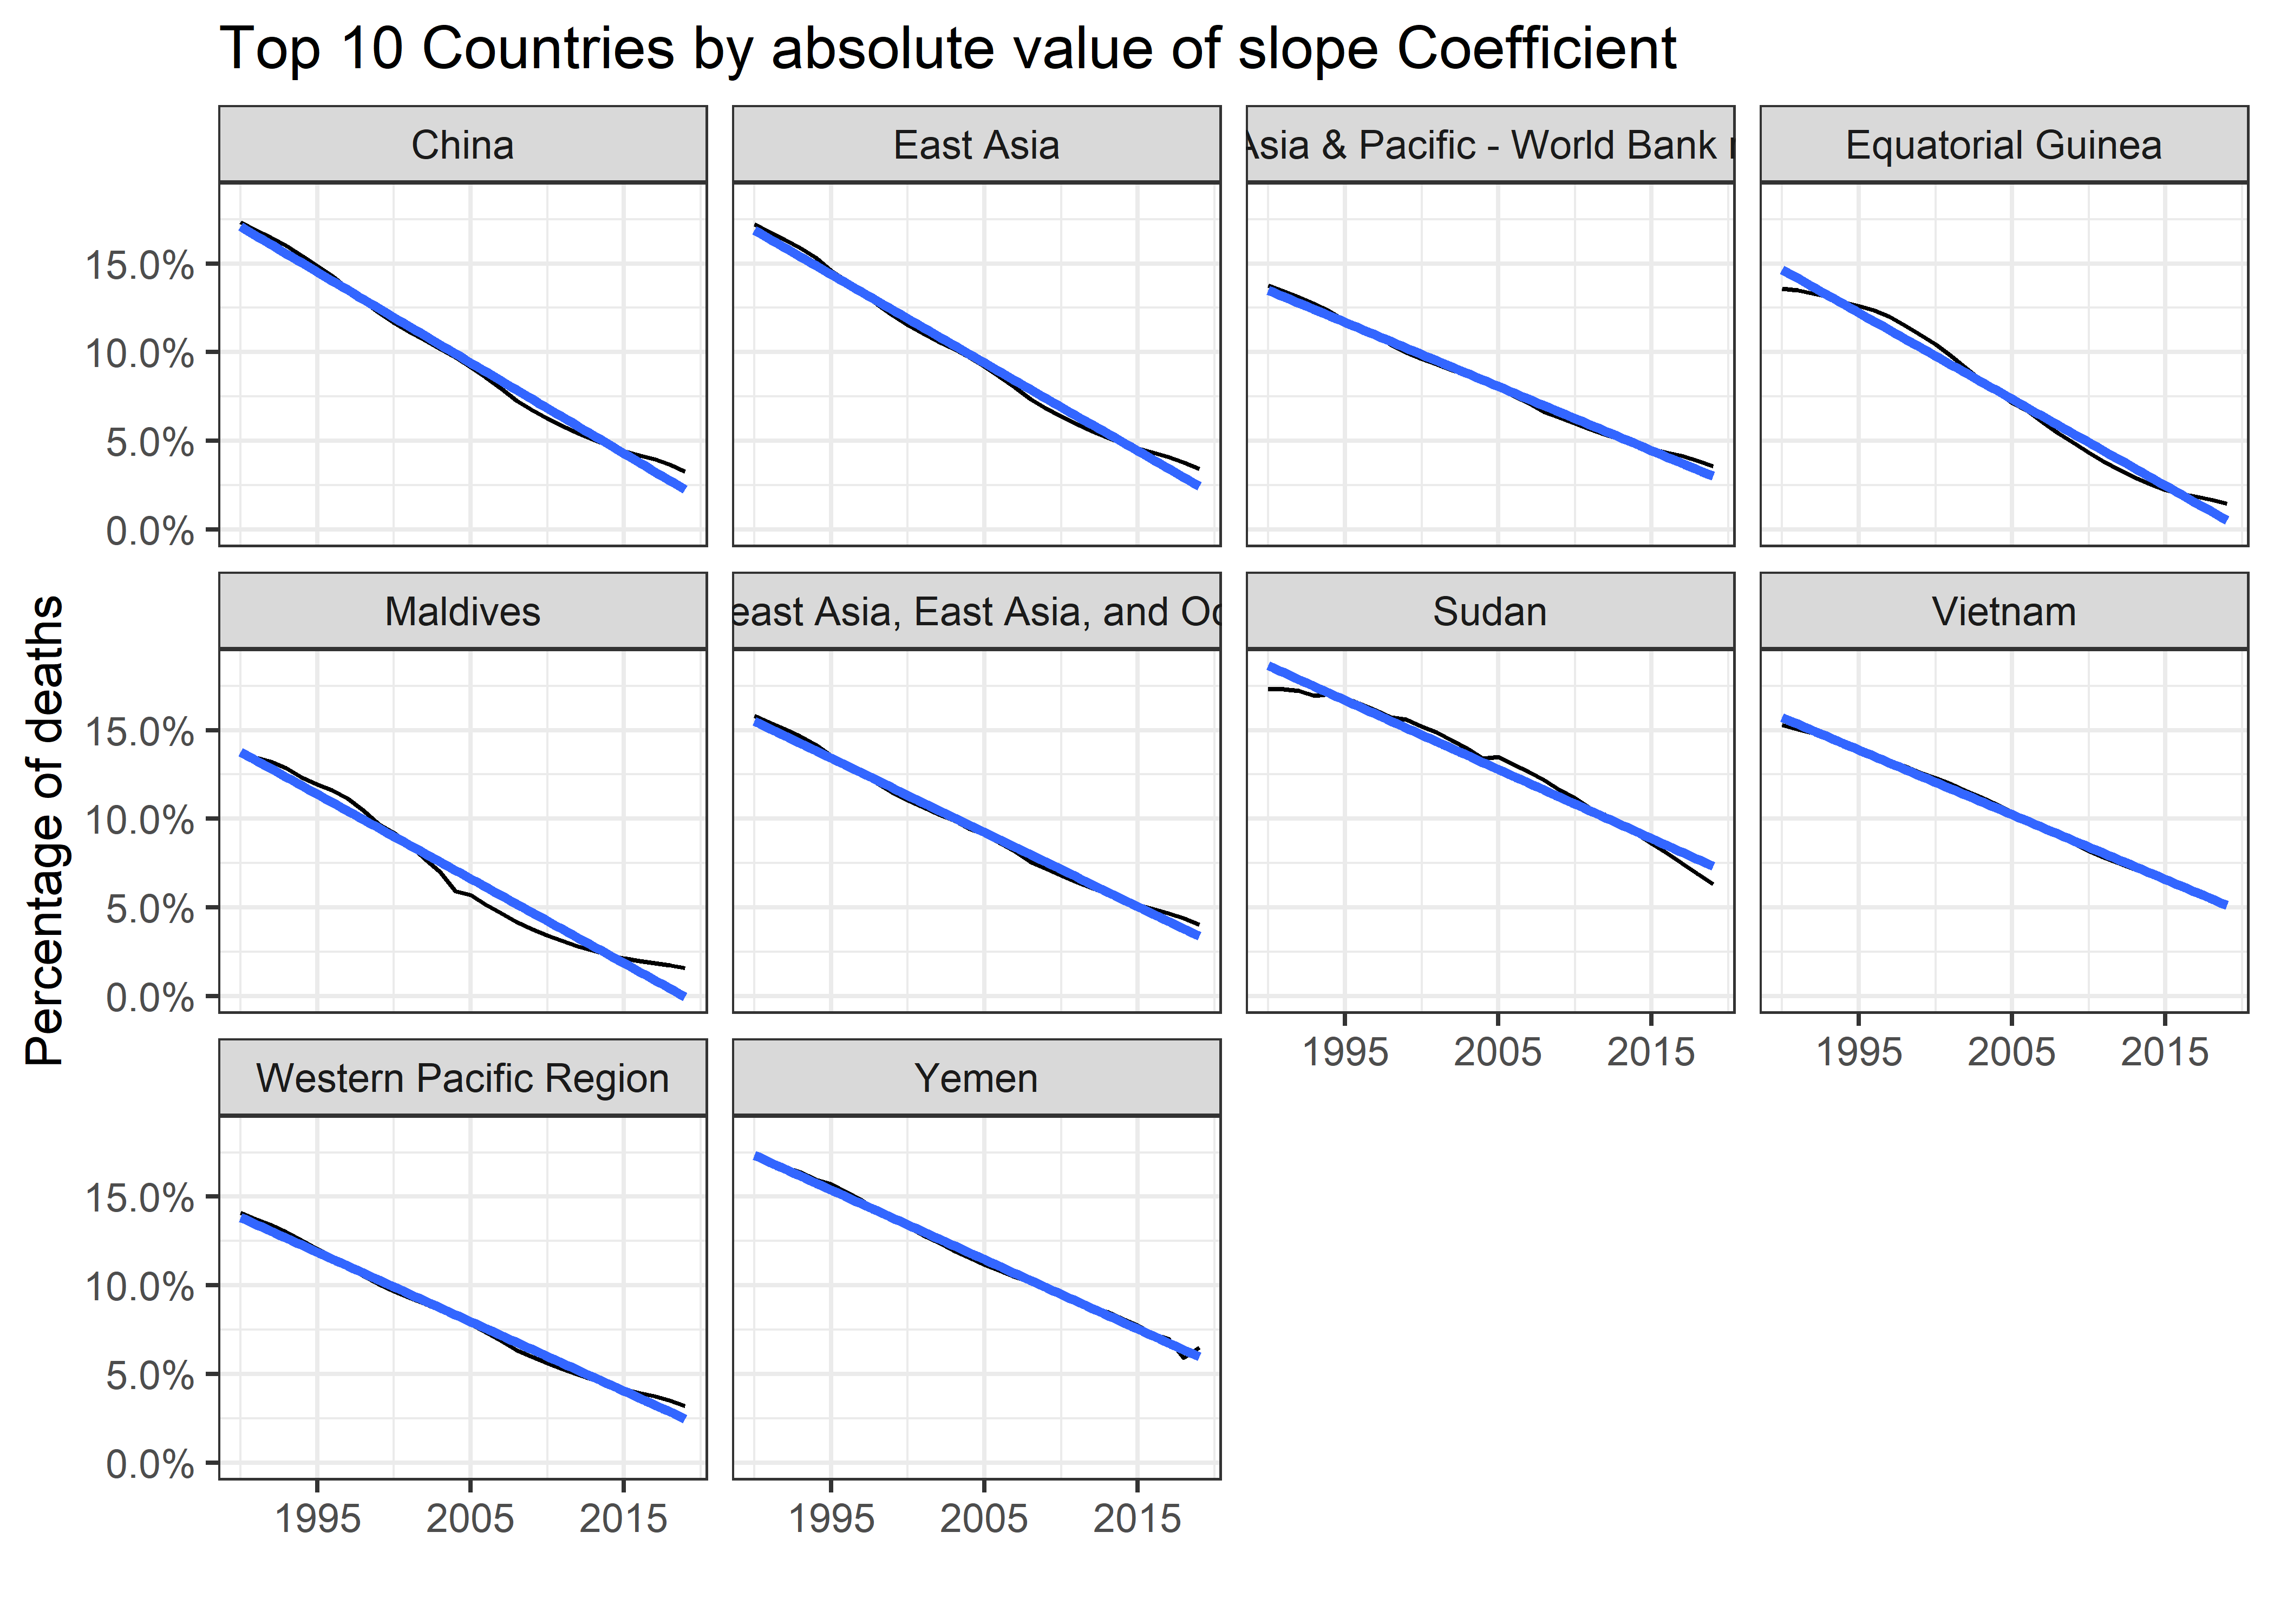 Top 10 Countries by absolute value of slope Coefficient
China
East Asia
Asia & Pacific - World Bank
Equatorial Guinea
15.0%
10.0%
5.0%
0.0%
Maldives
east Asia, East Asia, and
Sudan
Vietnam
15.0%
10.0%
5.0%
0.0%
1995 2005 2015
1995 2005 2015
Western Pacific Region
Yemen
15.0%
10.0%
5.0%
0.0%
1995 2005 2015
1995 2005 2015
Percentage of deaths